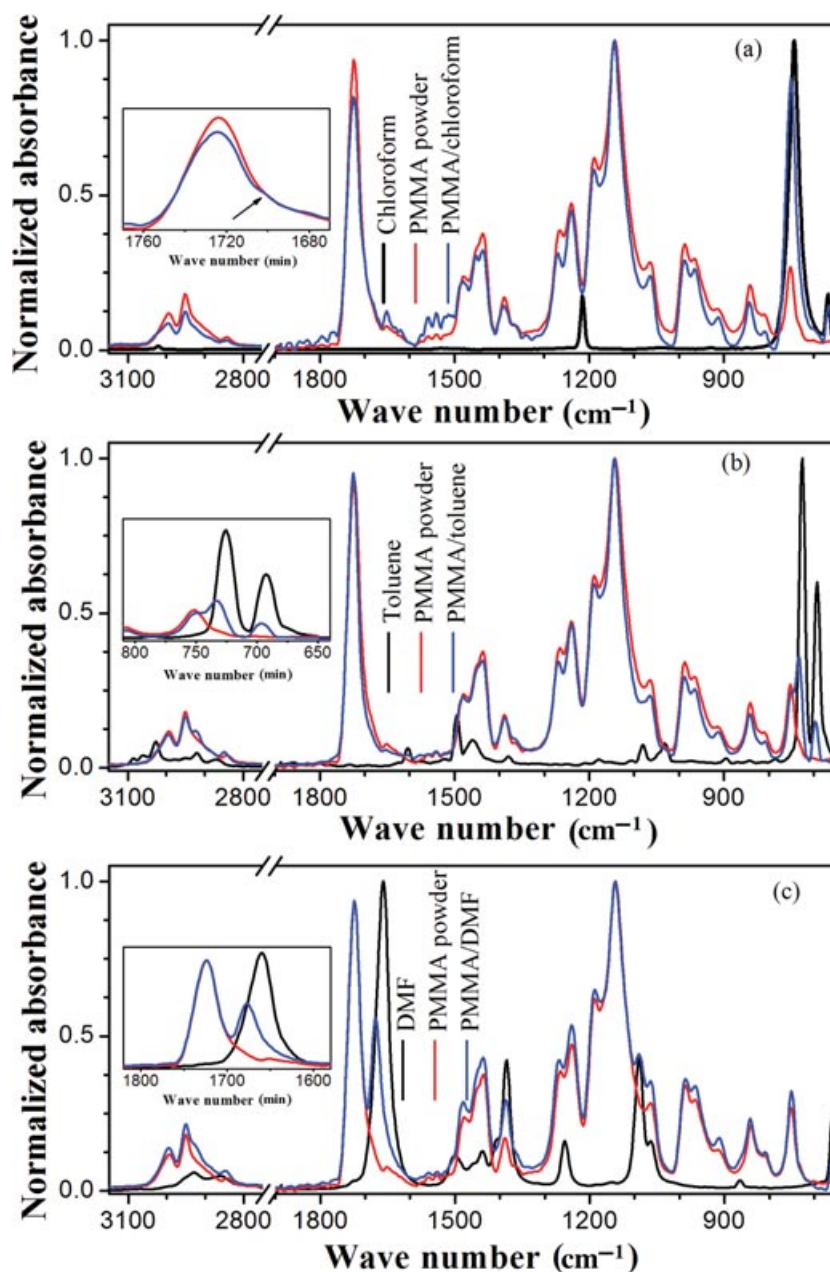 (a)
Normalized absorbance
1.0
0.5
0.0
1760 1720 1680
Wave number (min)
Chloroform
PMMA powder
PMMA/chloroform
3100 2800 1800 1500 1200 900
Wave number (cm⁻¹)
(b)
Normalized absorbance
1.0
0.5
0.0
800 750 700 650
Wave number (min)
Toluene
PMMA powder
PMMA/toluene
3100 2800 1800 1500 1200 900
Wave number (cm⁻¹)
(c)
Normalized absorbance
1.0
0.5
0.0
1800 1700 1600
Wave number (min)
DMF
PMMA powder
PMMA/DMF
3100 2800 1800 1500 1200 900
Wave number (cm⁻¹)